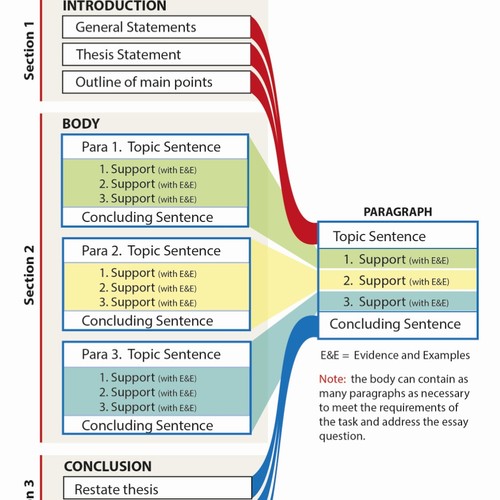 INTRODUCTION
Section 1
General Statements
Thesis Statement
Outline of main points
BODY
Section 2
Para 1. Topic Sentence
1. Support (with E&E)
2. Support (with E&E)
3. Support (with E&E)
Concluding Sentence
Para 2. Topic Sentence
1. Support (with E&E)
2. Support (with E&E)
3. Support (with E&E)
Concluding Sentence
Para 3. Topic Sentence
1. Support (with E&E)
2. Support (with E&E)
3. Support (with E&E)
Concluding Sentence
PARAGRAPH
Topic Sentence
1. Support (with E&E)
2. Support (with E&E)
3. Support (with E&E)
Concluding Sentence
E&E = Evidence and Examples
Note: the body can contain as
many paragraphs as necessary
to meet the requirements of
the task and address the essay
question.
CONCLUSION
n 3
Restate thesis